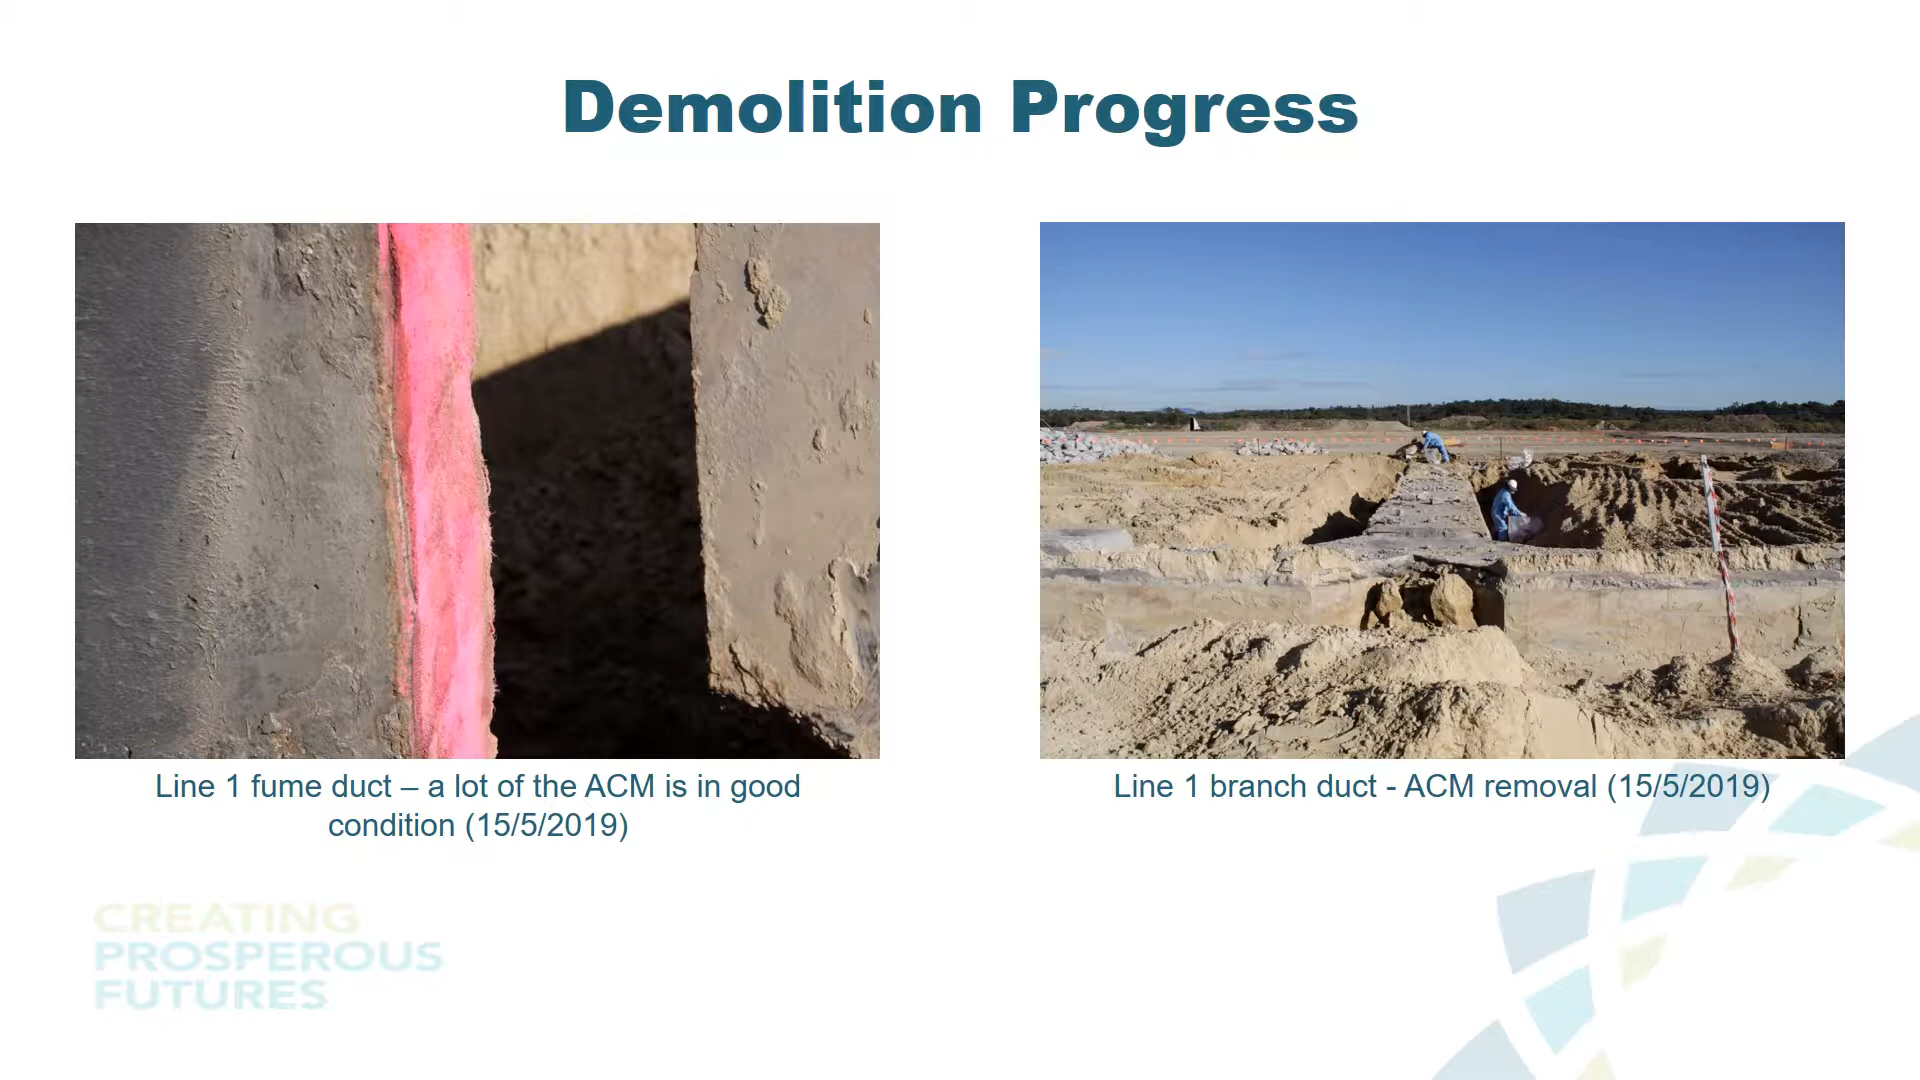 Demolition Progress
Line 1 fume duct – a lot of the ACM is in good
condition (15/5/2019)
Line 1 branch duct - ACM removal (15/5/2019)
CREATING
PROSPEROUS
FUTURES